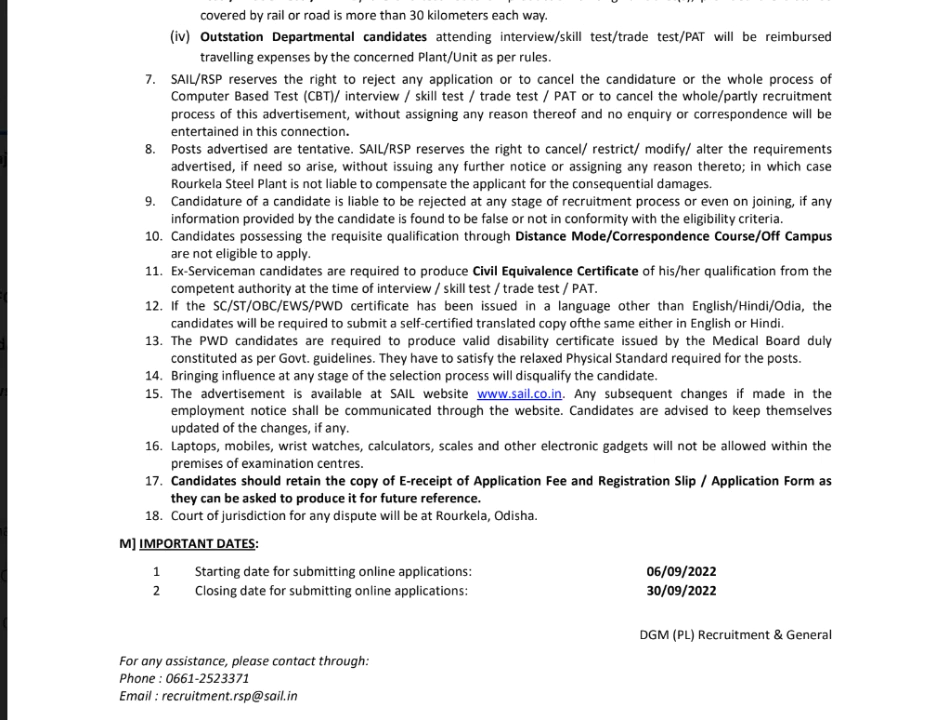 covered by rail or road is more than 30 kilometers each way.
(iv) Outstation Departmental candidates attending interview/skill test/trade test/PAT will be reimbursed
travelling expenses by the concerned Plant/Unit as per rules.
7. SAIL/RSP reserves the right to reject any application or to cancel the candidature or the whole process of
Computer Based Test (CBT)/ interview / skill test / trade test / PAT or to cancel the whole/partly recruitment
process of this advertisement, without assigning any reason thereof and no enquiry or correspondence will be
entertained in this connection.
8. Posts advertised are tentative. SAIL/RSP reserves the right to cancel/ restrict/ modify/ alter the requirements
advertised, if need so arise, without issuing any further notice or assigning any reason thereto; in which case
Rourkela Steel Plant is not liable to compensate the applicant for the consequential damages.
9. Candidature of a candidate is liable to be rejected at any stage of recruitment process or even on joining, if any
information provided by the candidate is found to be false or not in conformity with the eligibility criteria.
10. Candidates possessing the requisite qualification through Distance Mode/Correspondence Course/Off Campus
are not eligible to apply.
11. Ex-Serviceman candidates are required to produce Civil Equivalence Certificate of his/her qualification from the
competent authority at the time of interview / skill test / trade test / PAT.
12. If the SC/ST/OBC/EWS/PWD certificate has been issued in a language other than English/Hindi/Odia, the
candidates will be required to submit a self-certified translated copy ofthe same either in English or Hindi.
13. The PWD candidates are required to produce valid disability certificate issued by the Medical Board duly
constituted as per Govt. guidelines. They have to satisfy the relaxed Physical Standard required for the posts.
14. Bringing influence at any stage of the selection process will disqualify the candidate.
15. The advertisement is available at SAIL website www.sail.co.in. Any subsequent changes if made in the
employment notice shall be communicated through the website. Candidates are advised to keep themselves
updated of the changes, if any.
16. Laptops, mobiles, wrist watches, calculators, scales and other electronic gadgets will not be allowed within the
premises of examination centres.
17. Candidates should retain the copy of E-receipt of Application Fee and Registration Slip / Application Form as
they can be asked to produce it for future reference.
18. Court of jurisdiction for any dispute will be at Rourkela, Odisha.
M] IMPORTANT DATES:
1 Starting date for submitting online applications: 06/09/2022
2 Closing date for submitting online applications: 30/09/2022
DGM (PL) Recruitment & General
For any assistance, please contact through:
Phone : 0661-2523371
Email : recruitment.rsp@sail.in